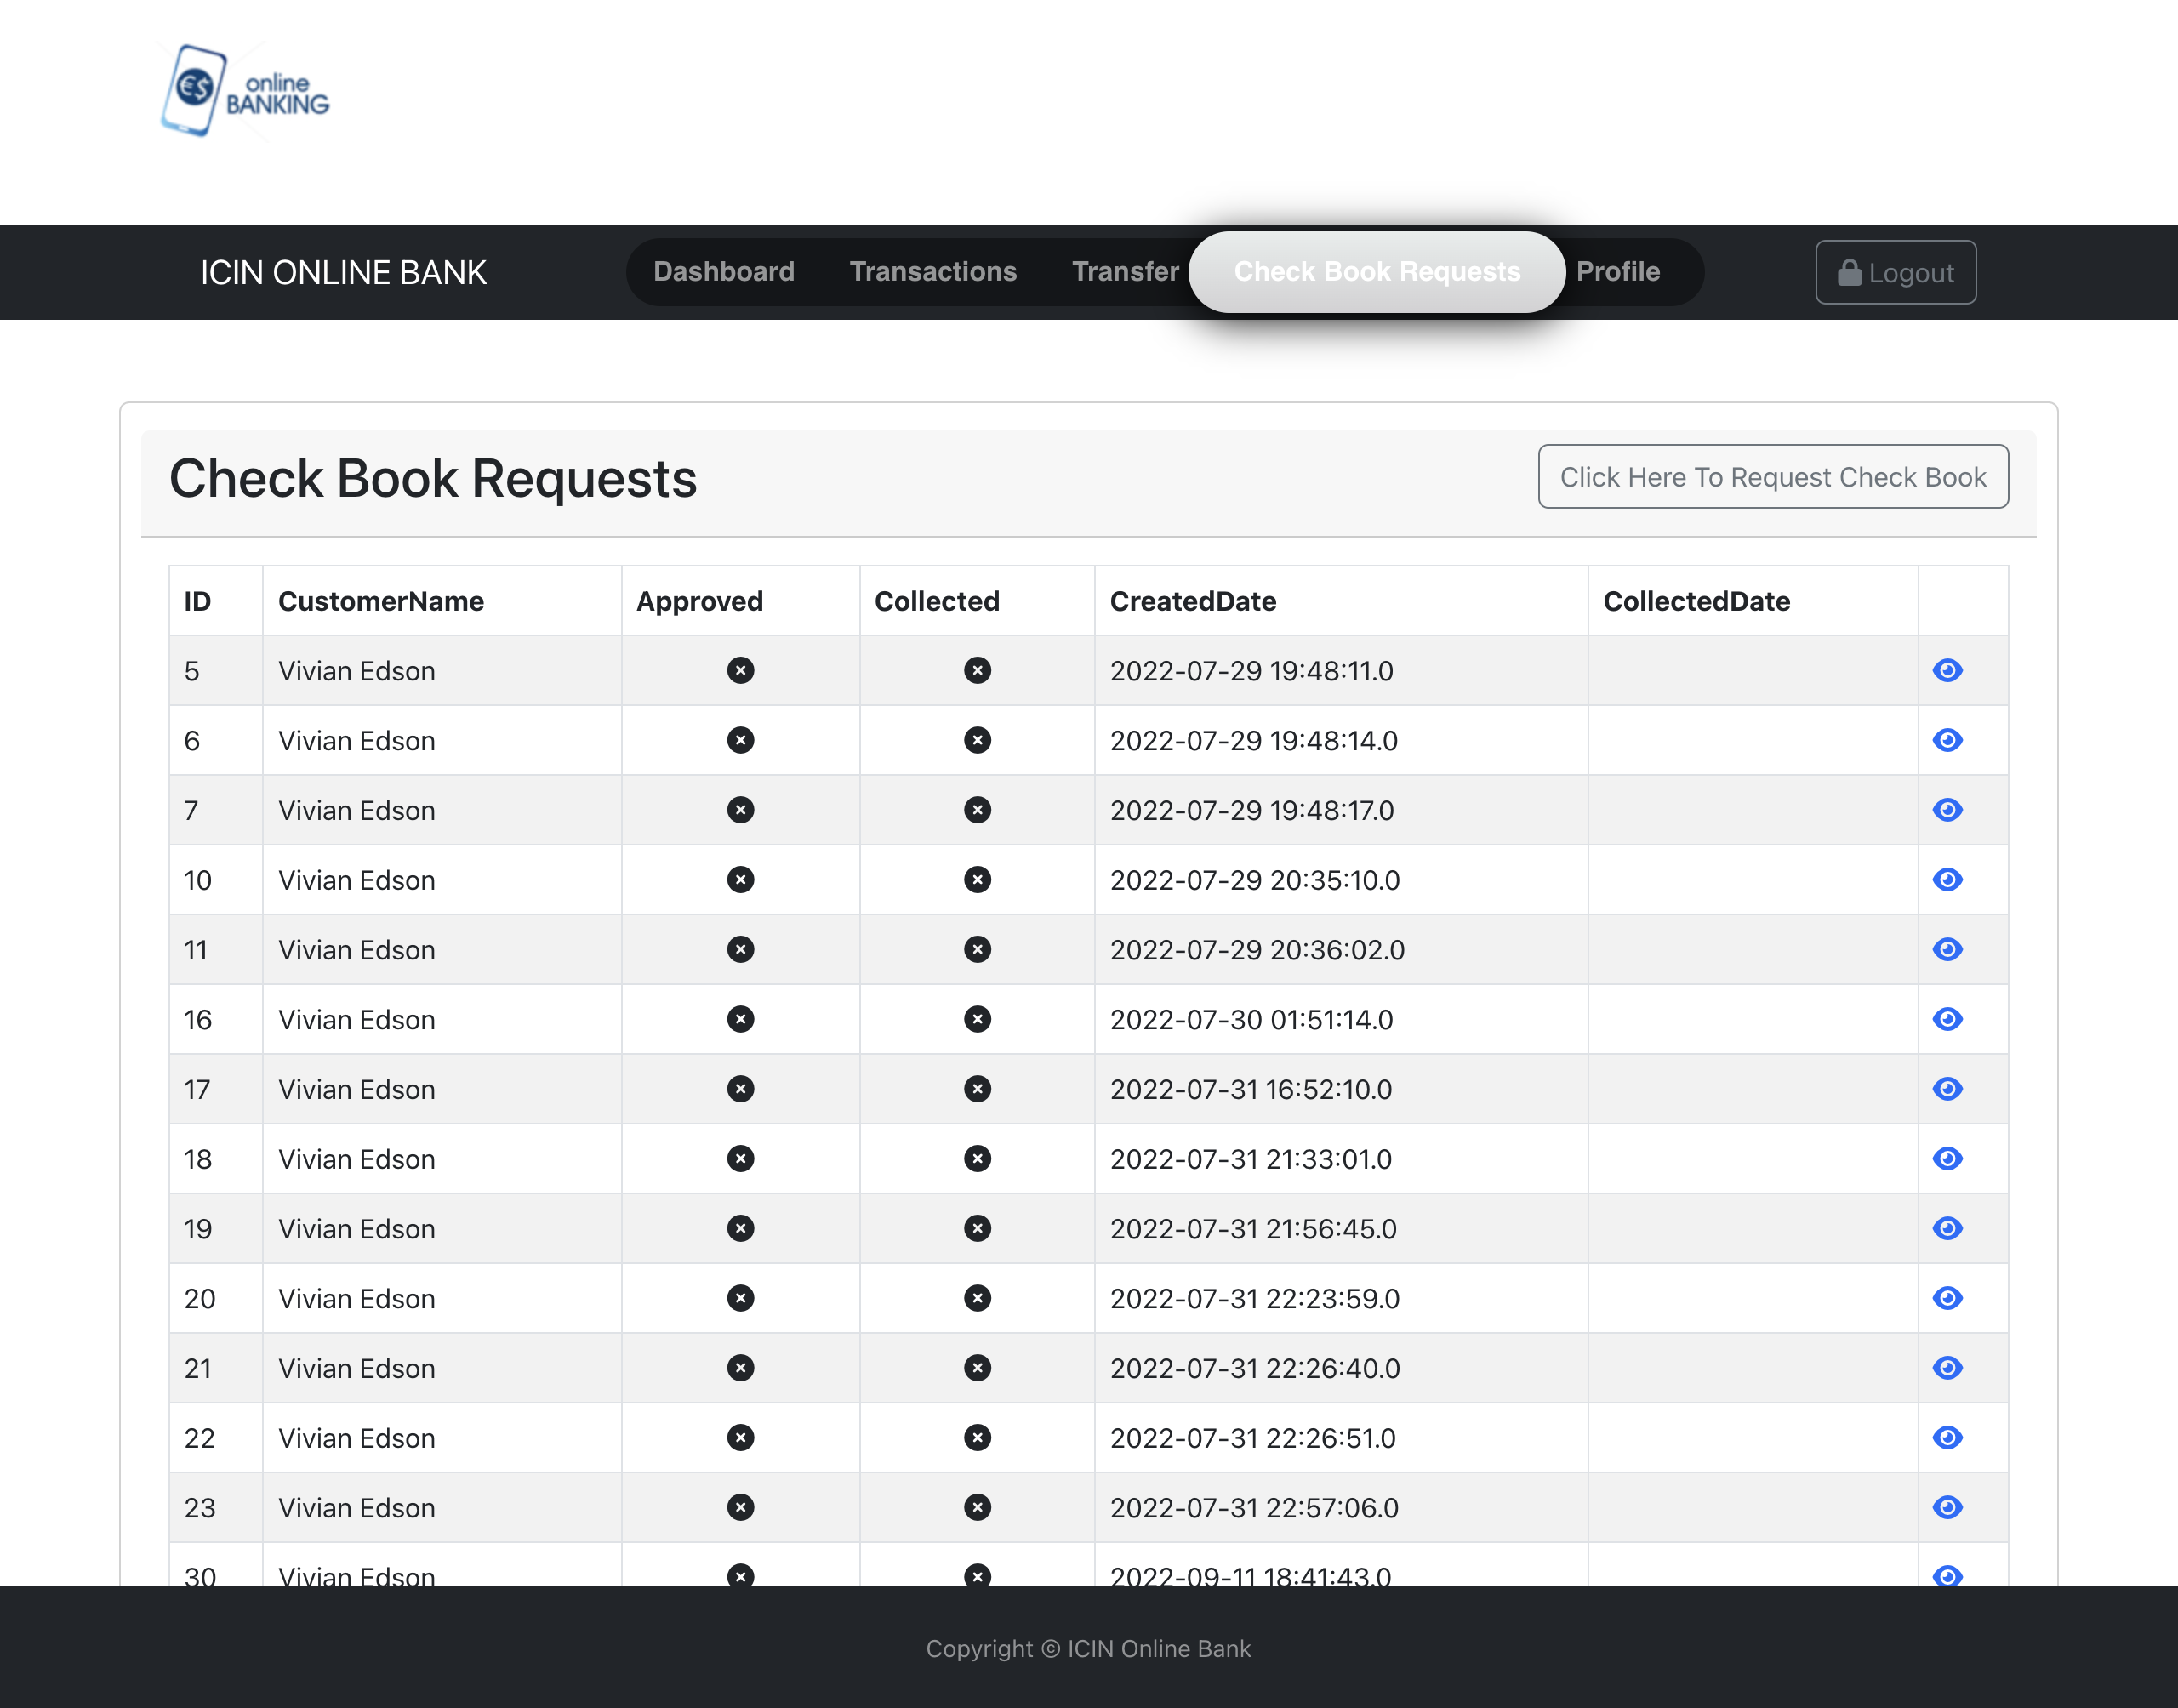 €$ online
BANKING
ICIN ONLINE BANK Dashboard Transactions Transfer Check Book Requests Profile Logout
Check Book Requests Click Here To Request Check Book
ID CustomerName Approved Collected CreatedDate CollectedDate
5 Vivian Edson 2022-07-29 19:48:11.0
6 Vivian Edson 2022-07-29 19:48:14.0
7 Vivian Edson 2022-07-29 19:48:17.0
10 Vivian Edson 2022-07-29 20:35:10.0
11 Vivian Edson 2022-07-29 20:36:02.0
16 Vivian Edson 2022-07-30 01:51:14.0
17 Vivian Edson 2022-07-31 16:52:10.0
18 Vivian Edson 2022-07-31 21:33:01.0
19 Vivian Edson 2022-07-31 21:56:45.0
20 Vivian Edson 2022-07-31 22:23:59.0
21 Vivian Edson 2022-07-31 22:26:40.0
22 Vivian Edson 2022-07-31 22:26:51.0
23 Vivian Edson 2022-07-31 22:57:06.0
30 Vivian Edson 2022-09-11 18:41:43.0
Copyright © ICIN Online Bank